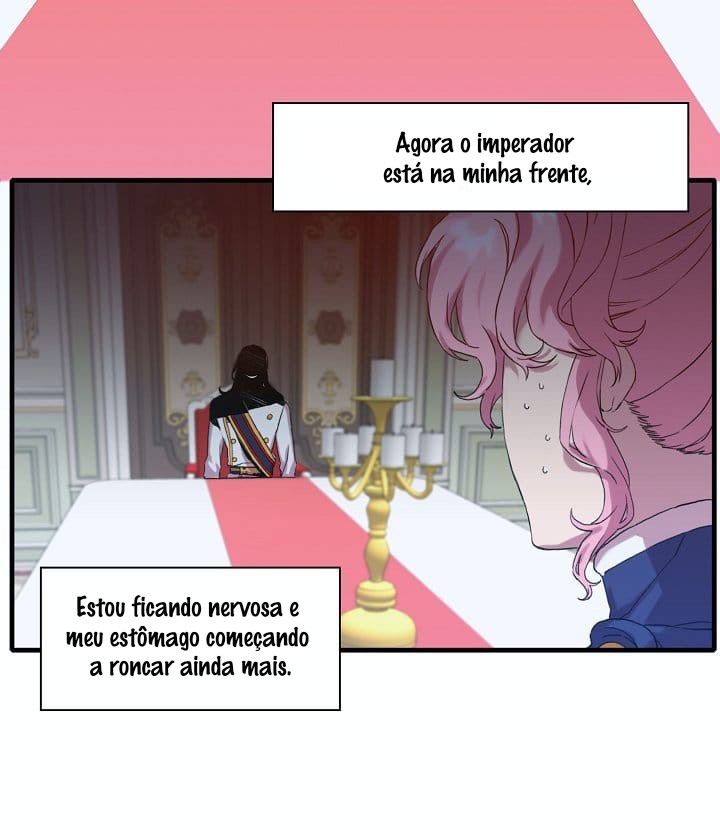 Agora o imperador
está na minha frente,
Estou ficando nervosa e
meu estômago começando
a roncar ainda mais.